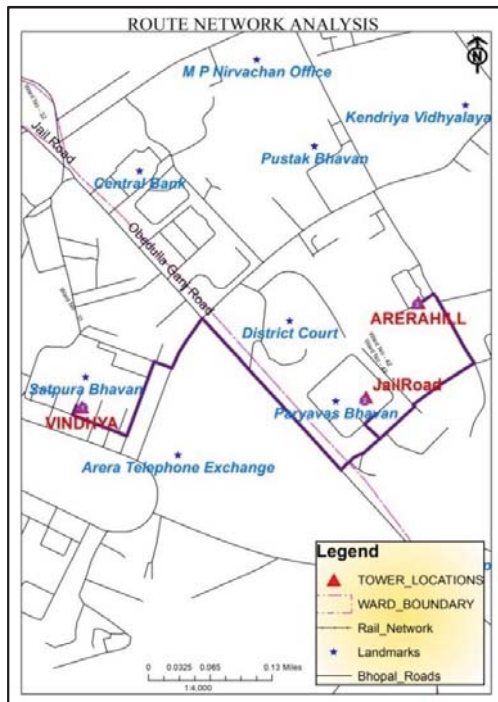 ROUTE NETWORK ANALYSIS
N
M P Nirvachan Office
Kendriya Vidhyalaya
Pustak Bhavan
Jail Road
Central Bank
Obedulla Ganj Road
ARERAHILL
District Court
JailRoad
Satpura Bhavan
Paryavas Bhavan
VINDHYA
Arera Telephone Exchange
Legend
TOWER_LOCATIONS
WARD_BOUNDARY
Rail_Network
Landmarks
Bhopal_Roads
0 0.0325 0.065 0.13 Miles
1:4,000